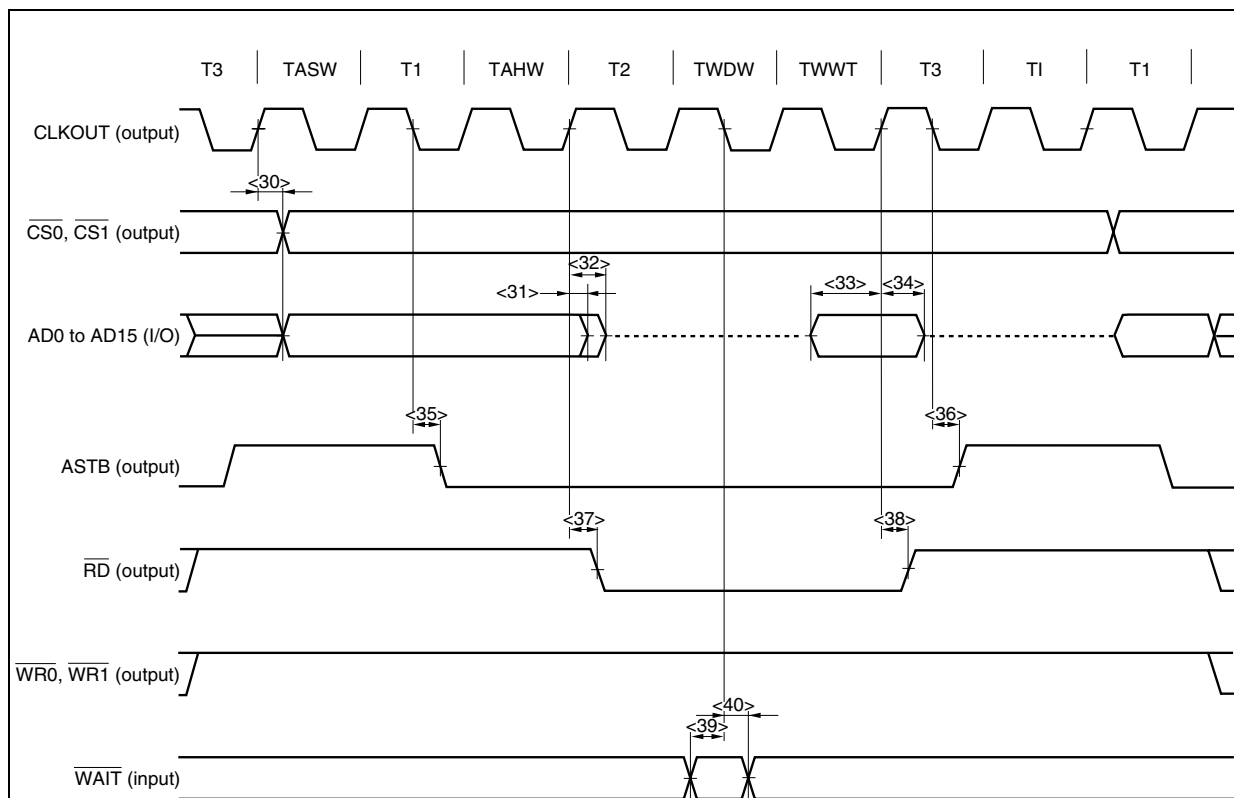 T3 TASW T1 TAHW T2 TWDW TWWT T3 TI T1
CLKOUT (output)
<30>
CS0, CS1 (output)
<32>
<31> <33> <34>
AD0 to AD15 (I/O)
<35> <36>
ASTB (output)
<37> <38>
RD (output)
WR0, WR1 (output)
<40>
<39>
WAIT (input)